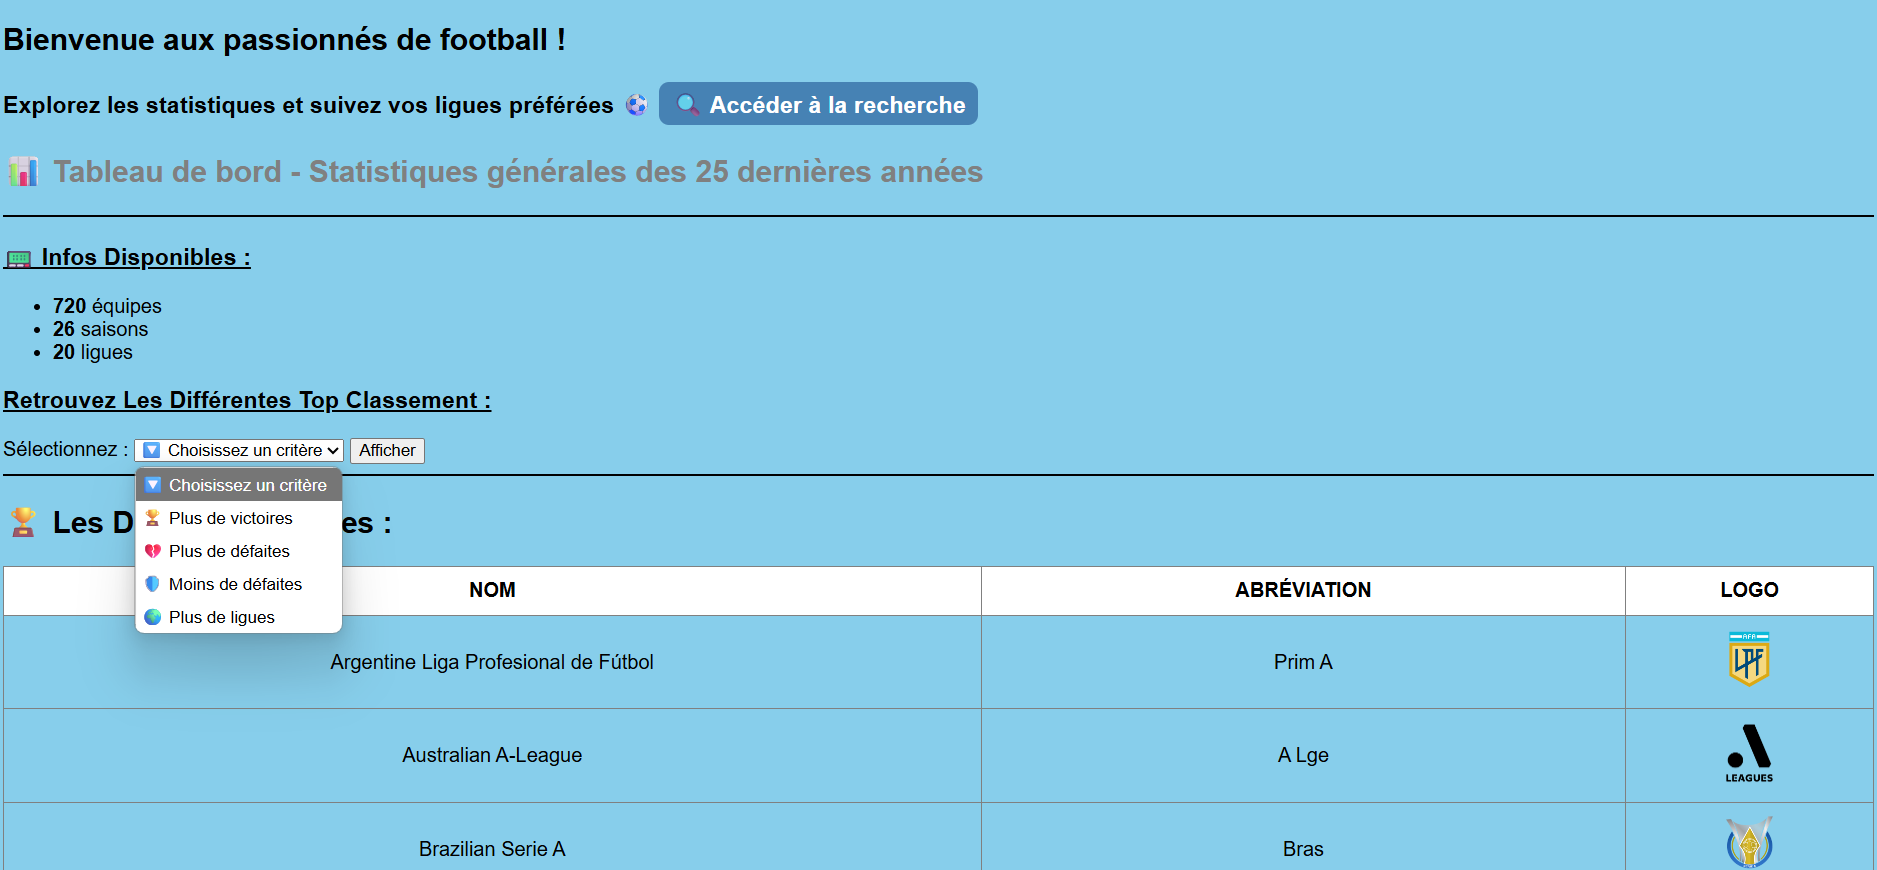 Bienvenue aux passionnés de football !
Explorez les statistiques et suivez vos ligues préférées ⚽ 🔍 Accéder à la recherche
📊 Tableau de bord - Statistiques générales des 25 dernières années
Infos Disponibles :
• 720 équipes
• 26 saisons
• 20 ligues
Retrouvez Les Différentes Top Classement :
Sélectionnez : 🔽 Choisissez un critère Afficher
🔽 Choisissez un critère
🏆 Plus de victoires
💔 Plus de défaites
🛡️ Moins de défaites
🌍 Plus de ligues
🏆 Les D es :
NOM ABRÉVIATION LOGO
Argentine Liga Profesional de Fútbol Prim A AFA LPF
Australian A-League A Lge LEAGUES
Brazilian Serie A Bras